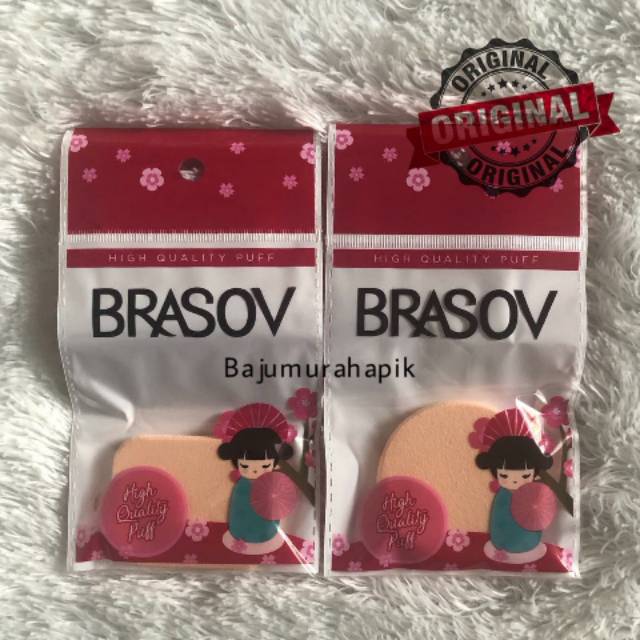 ORIGINAL
ORIGINAL
ORIGINAL
HIGH QUALITY PUFF
BRASOV
HIGH QUALITY PUFF
BRASOV
Bajumurahapik
High
Quality
Puff
High
Quality
Puff